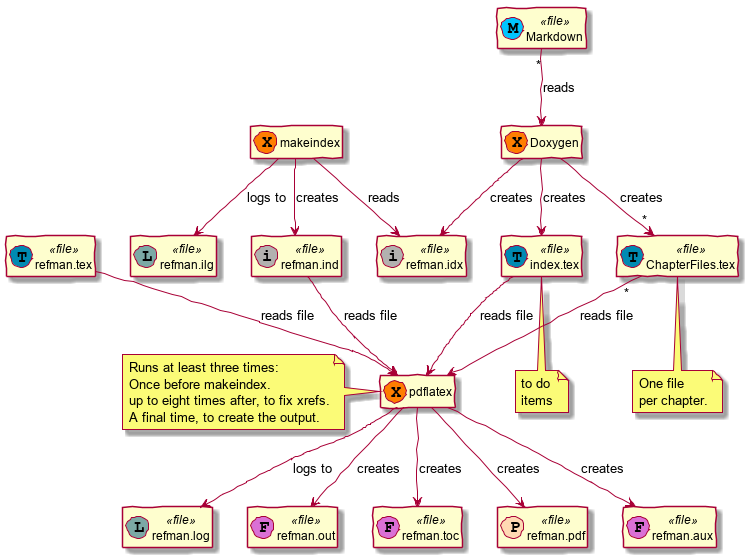 M
«file»
Markdown
*
reads
X
makeindex
X
Doxygen
logs to
creates
reads
creates
creates
creates
*
T
«file»
refman.tex
L
«file»
refman.ilg
i
«file»
refman.ind
i
«file»
refman.idx
T
«file»
index.tex
T
«file»
ChapterFiles.tex
*
reads file
reads file
reads file
reads file
Runs at least three times:
Once before makeindex.
up to eight times after, to fix xrefs.
A final time, to create the output.
X
pdflatex
to do
items
One file
per chapter.
logs to
creates
creates
creates
creates
L
«file»
refman.log
F
«file»
refman.out
F
«file»
refman.toc
P
«file»
refman.pdf
F
«file»
refman.aux